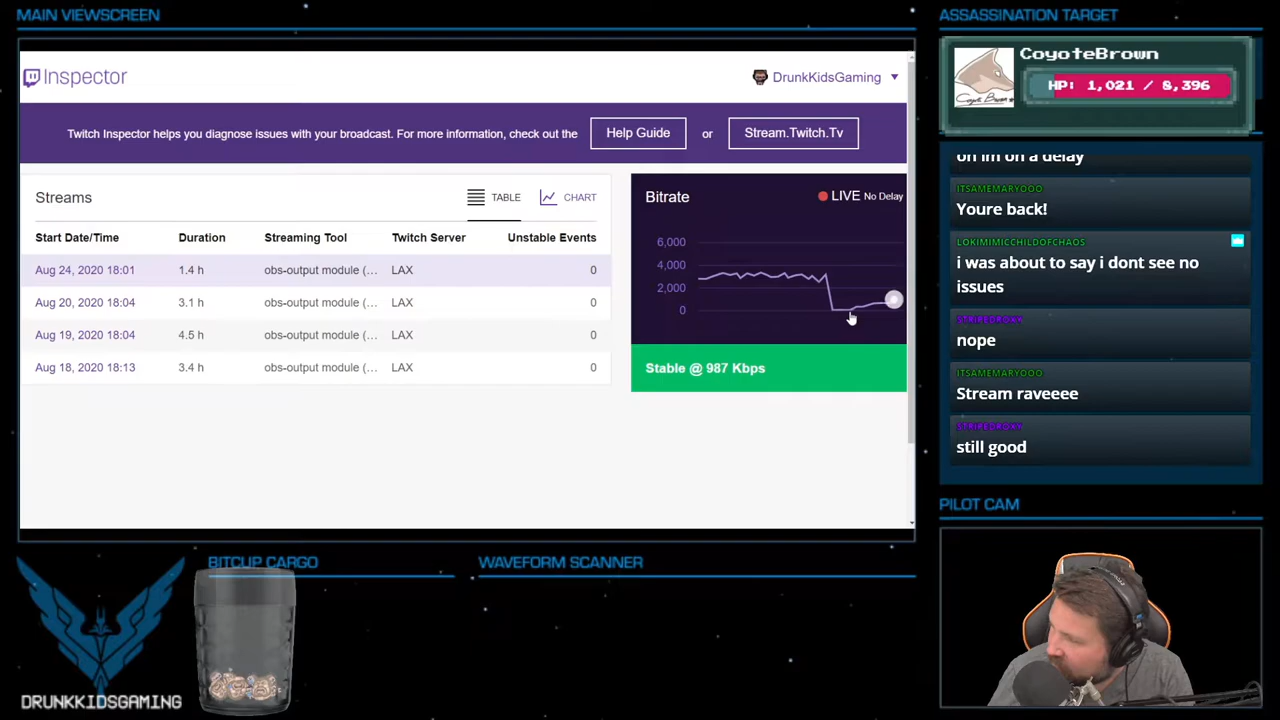 MAIN VIEWSCREEN
Inspector
DrunkKidsGaming
Twitch Inspector helps you diagnose issues with your broadcast. For more information, check out the
Help Guide
or
Stream.Twitch.Tv
Streams
TABLE
CHART
Start Date/Time Duration Streaming Tool Twitch Server Unstable Events
Aug 24, 2020 18:01 1.4 h obs-output module (… LAX 0
Aug 20, 2020 18:04 3.1 h obs-output module (… LAX 0
Aug 19, 2020 18:04 4.5 h obs-output module (… LAX 0
Aug 18, 2020 18:13 3.4 h obs-output module (… LAX 0
Bitrate
LIVE No Delay
6,000
4,000
2,000
0
Stable @ 987 Kbps
ASSASSINATION TARGET
CoyoteBrown
HP: 1,021 / 8,396
oh im on a delay
ITSAMEMARYOOO
Youre back!
LOKIMIMICCHILDOFCHAOS
i was about to say i dont see no
issues
STRIPEDROXY
nope
ITSAMEMARYOOO
Stream raveeee
STRIPEDROXY
still good
PILOT CAM
BITCUP CARGO
WAVEFORM SCANNER
DRUNKKIDSGAMING